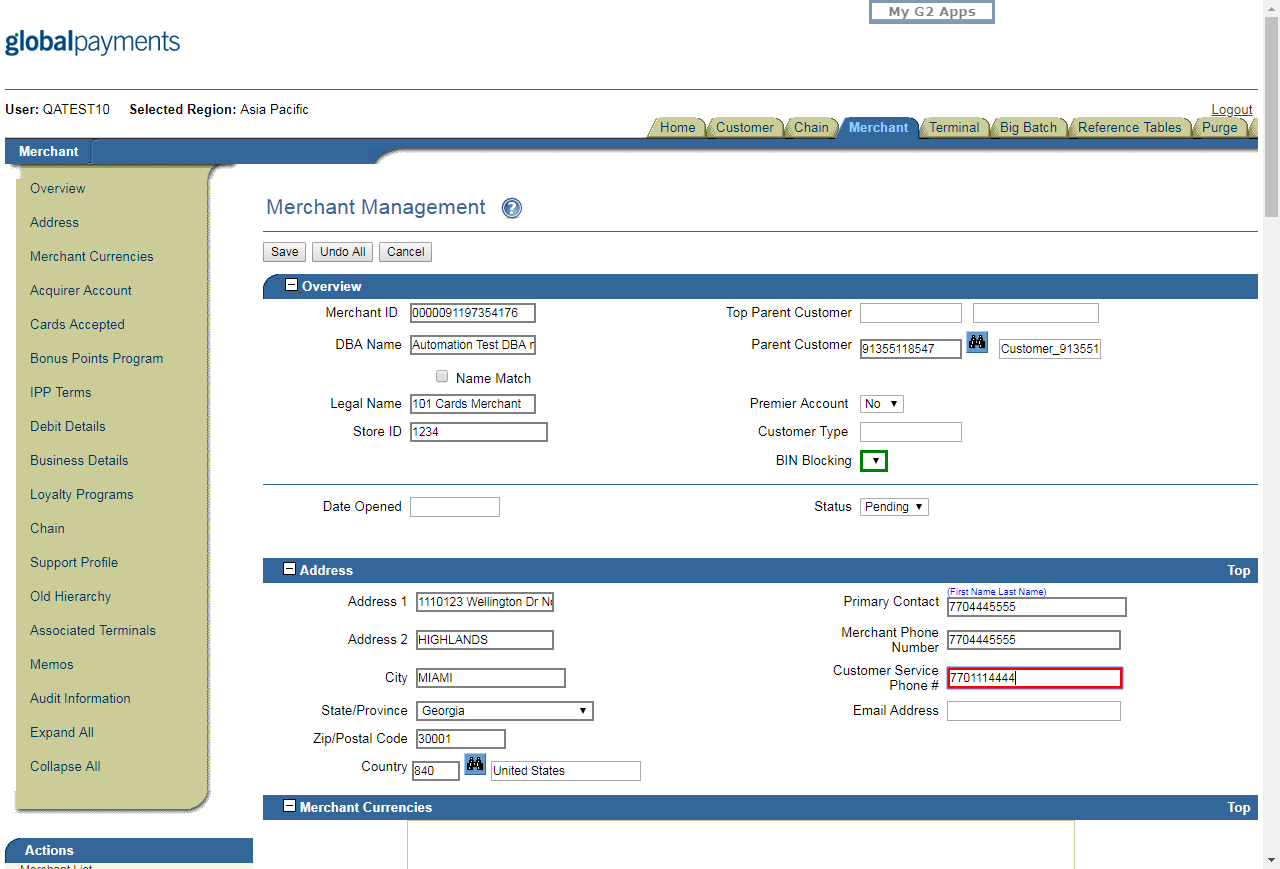 My G2 Apps
globalpayments
User: QATEST10 Selected Region: Asia Pacific
Logout
Home Customer Chain Merchant Terminal Big Batch Reference Tables Purge
Merchant
Overview
Address
Merchant Currencies
Acquirer Account
Cards Accepted
Bonus Points Program
IPP Terms
Debit Details
Business Details
Loyalty Programs
Chain
Support Profile
Old Hierarchy
Associated Terminals
Memos
Audit Information
Expand All
Collapse All
Actions
Merchant List
Merchant Management ?
Save Undo All Cancel
Overview
Merchant ID 0000091197354176 Top Parent Customer
DBA Name Automation Test DBA Parent Customer 91355118547 Customer_913551
Name Match
Legal Name 101 Cards Merchant Premier Account No
Store ID 1234 Customer Type
BIN Blocking
Date Opened Status Pending
Address Top
(First Name Last Name)
Address 1 1110123 Wellington Dr Primary Contact 7704445555
Address 2 HIGHLANDS Merchant Phone Number 7704445555
City MIAMI Customer Service Phone # 7701114444
State/Province Georgia Email Address
Zip/Postal Code 30001
Country 840 United States
Merchant Currencies Top